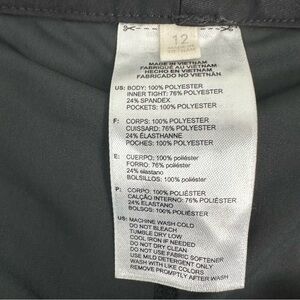 12
MADE IN VIETNAM
MADE IN VIETNAM
FABRIQUÉ AU VIETNAM
HECHO EN VIETNAM
FABRICADO NO VIETNÃ
US: BODY: 100% POLYESTER
INNER TIGHT: 76% POLYESTER
24% SPANDEX
POCKETS: 100% POLYESTER
F: CORPS: 100% POLYESTER
CUISSARD: 76% POLYESTER
24% ÉLASTHANNE
POCHES: 100% POLYESTER
E: CUERPO: 100% poliéster
FORRO: 76% poliéster
24% elastano
BOLSILLOS: 100% poliéster
P: CORPO: 100% POLIÉSTER
CALÇÃO INTERNO: 76% POLIÉSTER
24% ELASTANO
BOLSOS: 100% POLIÉSTER
US: MACHINE WASH COLD
DO NOT BLEACH
TUMBLE DRY LOW
COOL IRON IF NEEDED
DO NOT DRY CLEAN
DO NOT USE FABRIC SOFTENER
USE MILD DETERGENT ONLY
WASH WITH LIKE COLORS
REMOVE PROMPTLY AFTER WASH